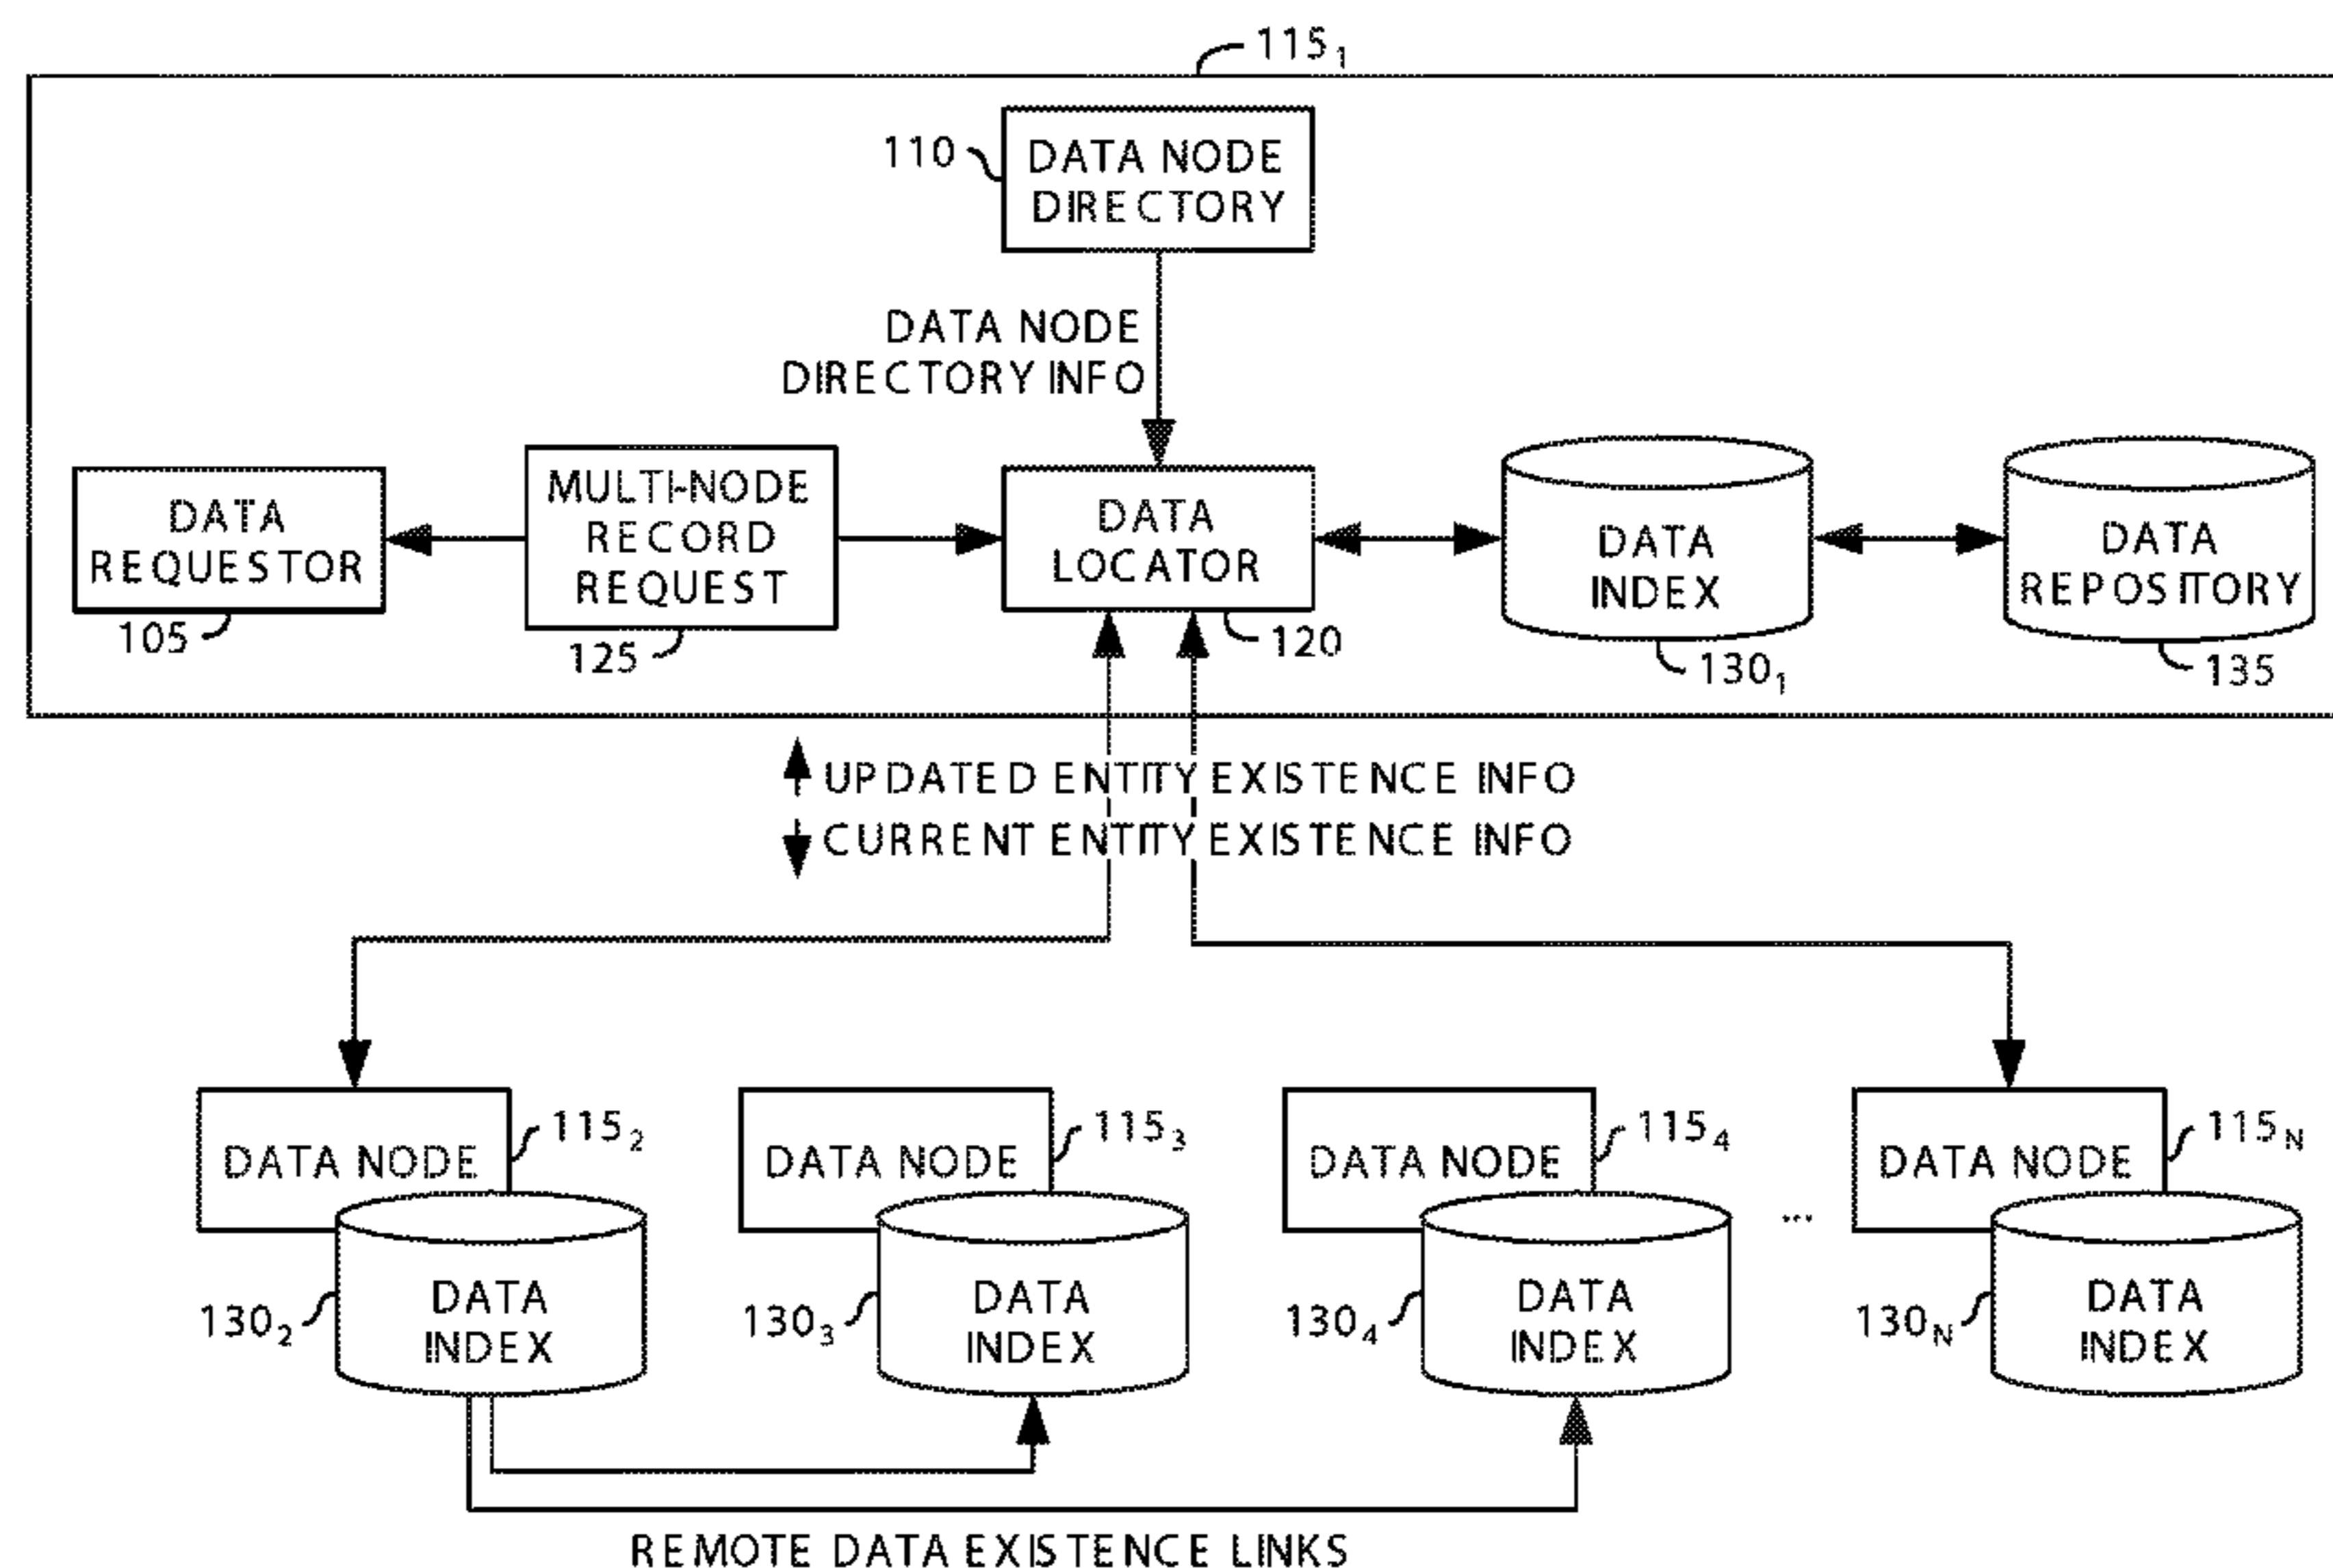 115₁
110
DATA NODE
DIRECTORY
DATA NODE
DIRECTORY INFO
DATA
REQUESTOR
MULTI-NODE
RECORD
REQUEST
DATA
LOCATOR
DATA
INDEX
DATA
REPOSITORY
105
125
120
130₁
135
UPDATED ENTITY EXISTENCE INFO
CURRENT ENTITY EXISTENCE INFO
DATA NODE
115₂
DATA NODE
115₃
DATA NODE
115₄
...
DATA NODE
115N
130₂
DATA
INDEX
130₃
DATA
INDEX
130₄
DATA
INDEX
130N
DATA
INDEX
REMOTE DATA EXISTENCE LINKS